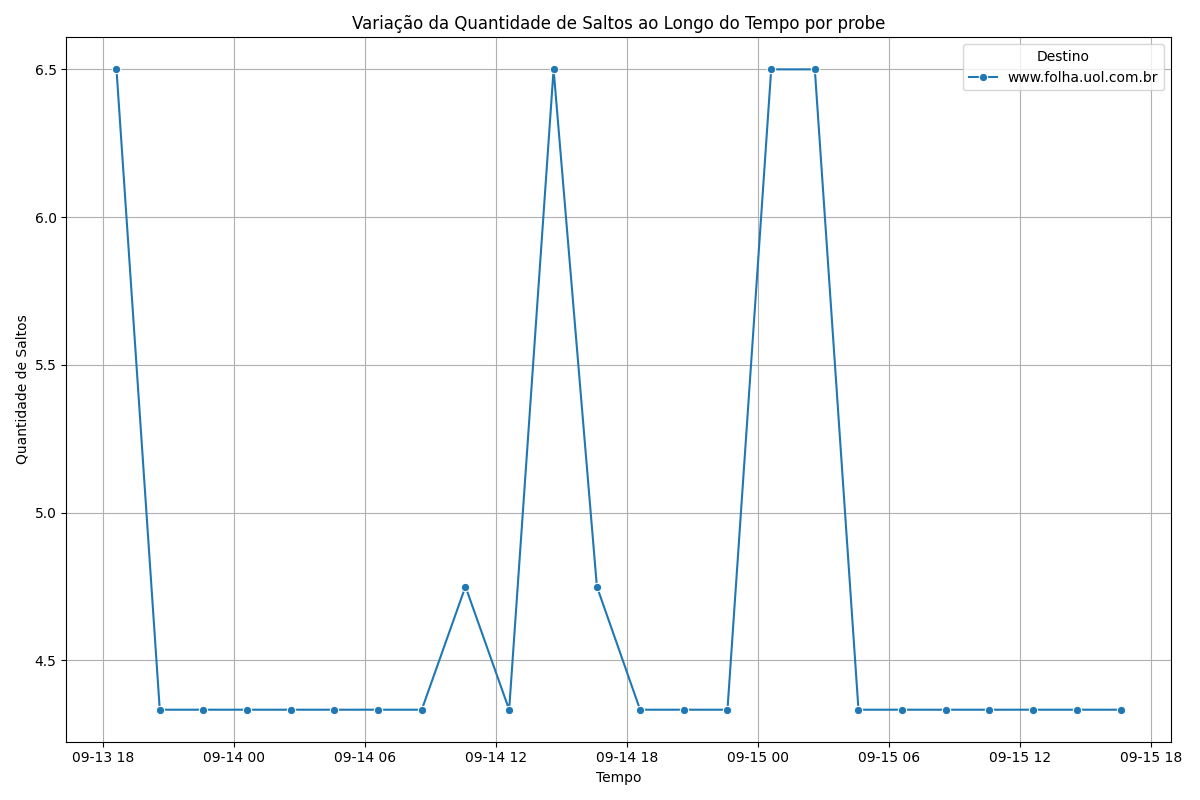 Variação da Quantidade de Saltos ao Longo do Tempo por probe
Destino
www.folha.uol.com.br
Quantidade de Saltos
6.5
6.0
5.5
5.0
4.5
09-13 18
09-14 00
09-14 06
09-14 12
09-14 18
09-15 00
09-15 06
09-15 12
09-15 18
Tempo